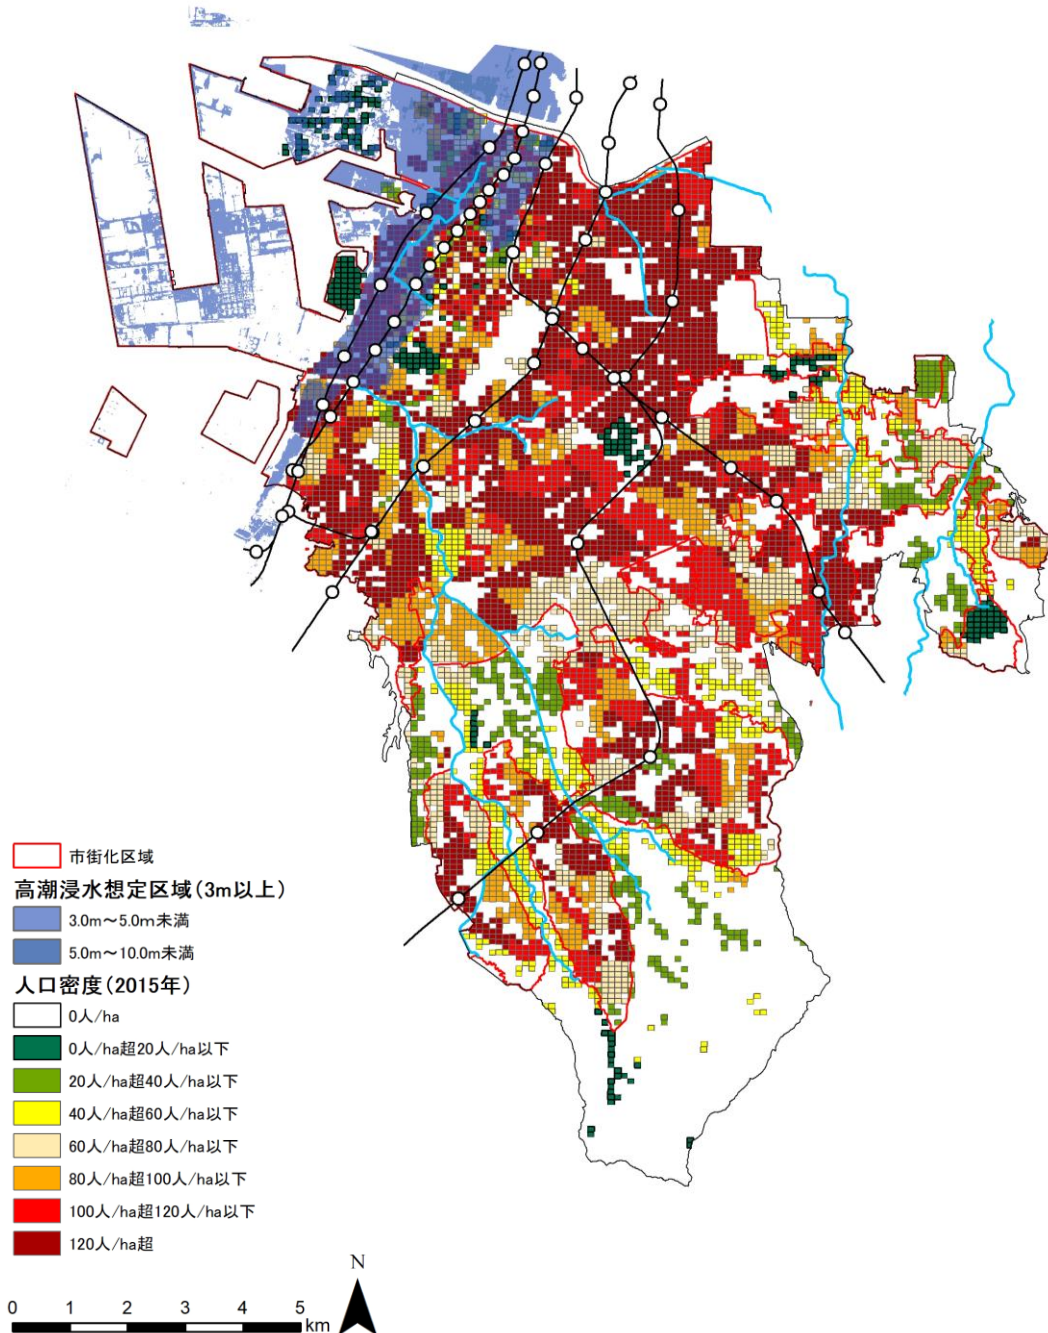 市街化区域
高潮浸水想定区域(3m以上)
3.0m～5.0m未満
5.0m～10.0m未満
人口密度(2015年)
0人/ha
0人/ha超20人/ha以下
20人/ha超40人/ha以下
40人/ha超60人/ha以下
60人/ha超80人/ha以下
80人/ha超100人/ha以下
100人/ha超120人/ha以下
120人/ha超
N
0 1 2 3 4 5
km